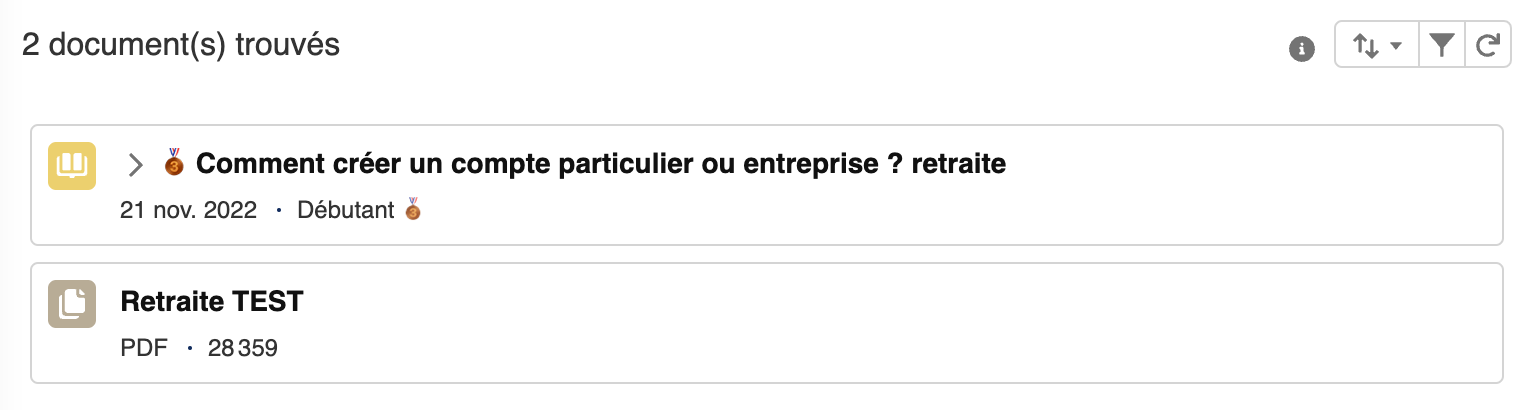 2 document(s) trouvés
🥉 Comment créer un compte particulier ou entreprise ? retraite
21 nov. 2022 • Débutant 🥉
Retraite TEST
PDF • 28 359